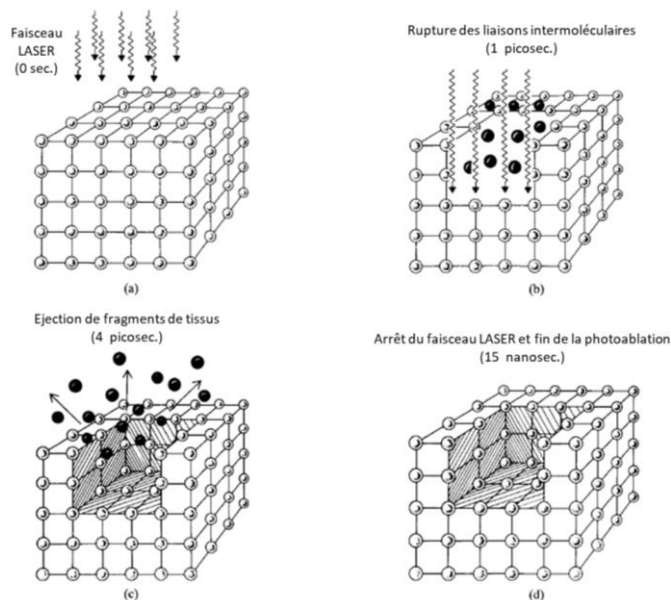 Faisceau
LASER
(0 sec.)
(a)
Rupture des liaisons intermoléculaires
(1 picosec.)
(b)
Ejection de fragments de tissus
(4 picosec.)
(c)
Arrêt du faisceau LASER et fin de la photoablation
(15 nanosec.)
(d)